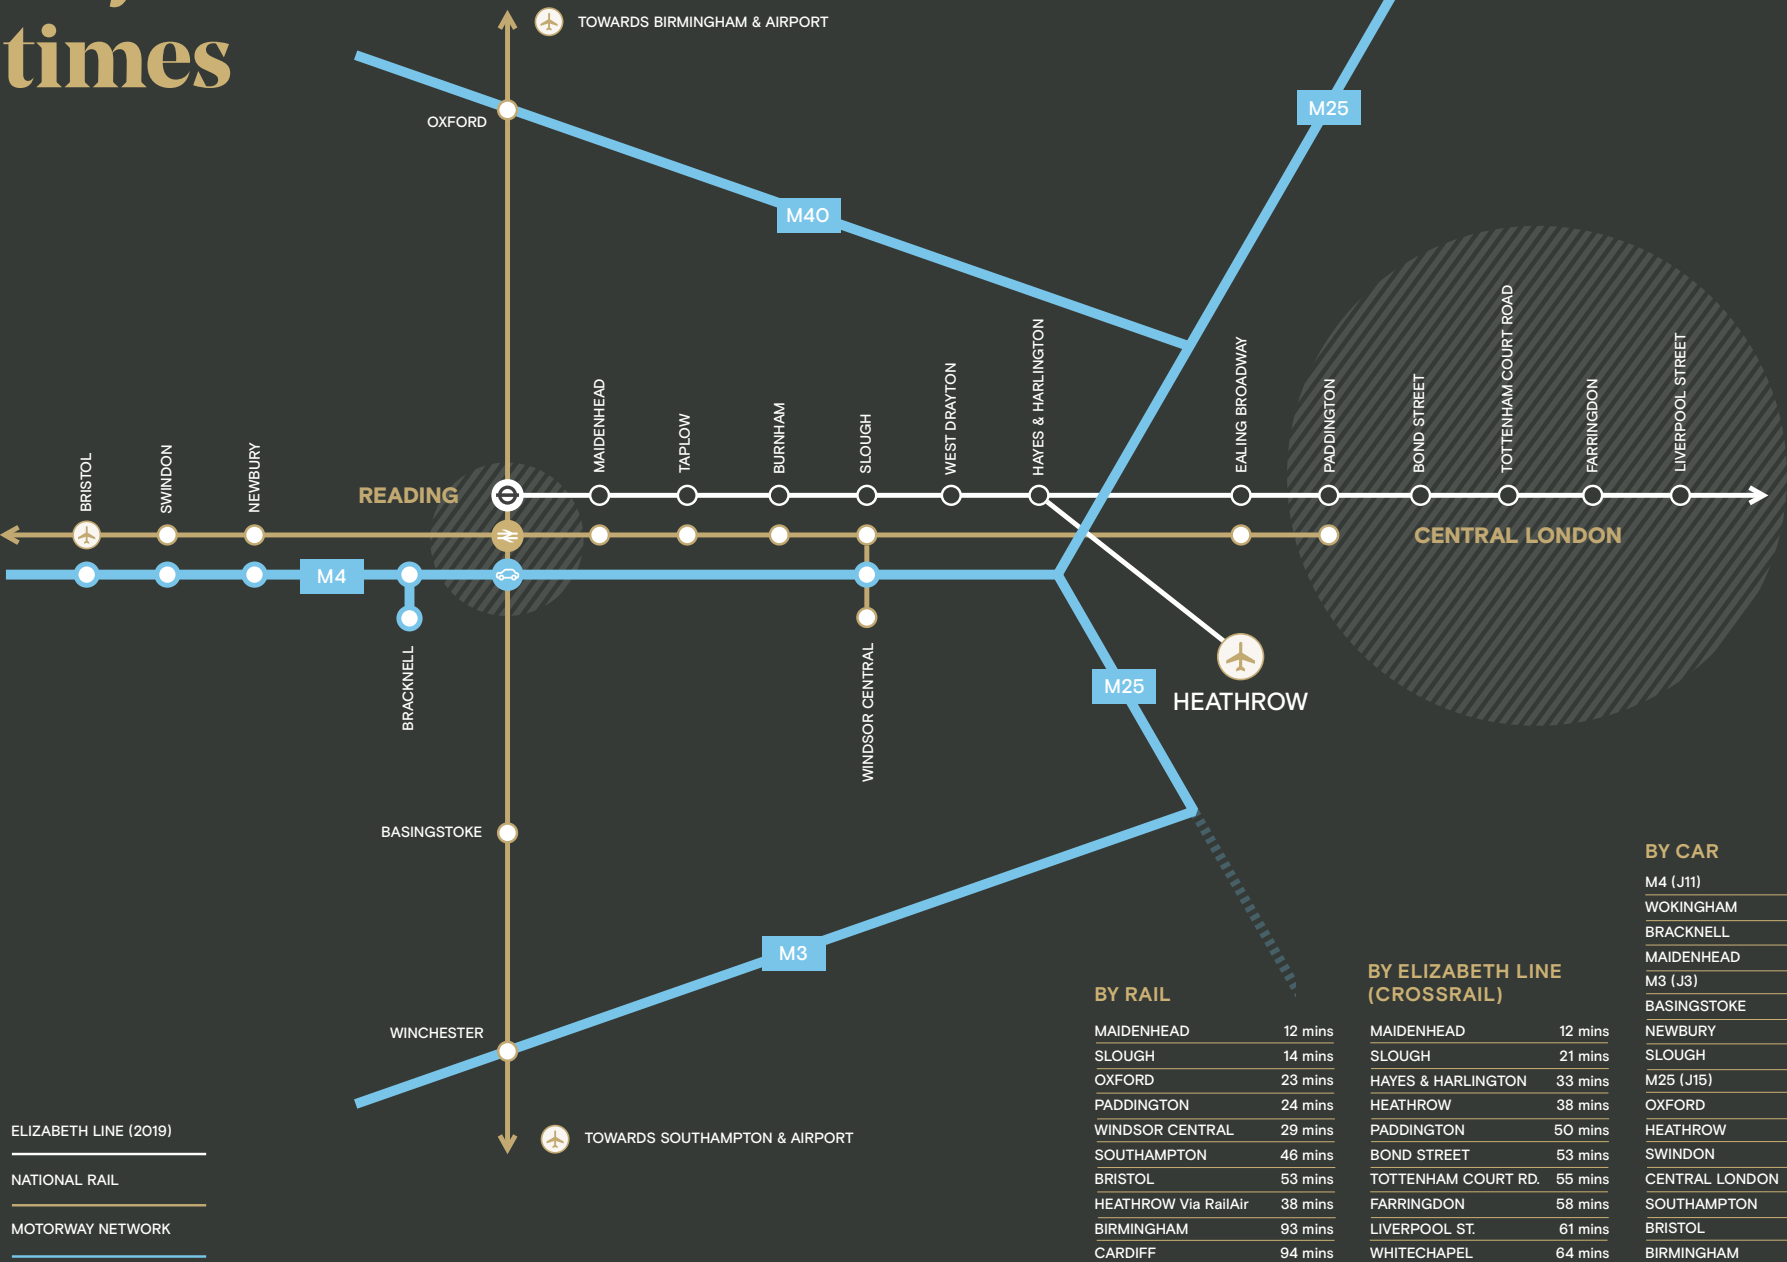 times
TOWARDS BIRMINGHAM & AIRPORT
OXFORD
M25
M40
BRISTOL
SWINDON
NEWBURY
READING
MAIDENHEAD
TAPLOW
BURNHAM
SLOUGH
WEST DRAYTON
HAYES & HARLINGTON
EALING BROADWAY
PADDINGTON
BOND STREET
TOTTENHAM COURT ROAD
FARRINGDON
LIVERPOOL STREET
CENTRAL LONDON
M4
BRACKNELL
WINDSOR CENTRAL
M25
HEATHROW
BASINGSTOKE
M3
WINCHESTER
TOWARDS SOUTHAMPTON & AIRPORT
ELIZABETH LINE (2019)
NATIONAL RAIL
MOTORWAY NETWORK
BY RAIL
MAIDENHEAD 12 mins
SLOUGH 14 mins
OXFORD 23 mins
PADDINGTON 24 mins
WINDSOR CENTRAL 29 mins
SOUTHAMPTON 46 mins
BRISTOL 53 mins
HEATHROW Via RailAir 38 mins
BIRMINGHAM 93 mins
CARDIFF 94 mins
BY ELIZABETH LINE
(CROSSRAIL)
MAIDENHEAD 12 mins
SLOUGH 21 mins
HAYES & HARLINGTON 33 mins
HEATHROW 38 mins
PADDINGTON 50 mins
BOND STREET 53 mins
TOTTENHAM COURT RD. 55 mins
FARRINGDON 58 mins
LIVERPOOL ST. 61 mins
WHITECHAPEL 64 mins
BY CAR
M4 (J11)
WOKINGHAM
BRACKNELL
MAIDENHEAD
M3 (J3)
BASINGSTOKE
NEWBURY
SLOUGH
M25 (J15)
OXFORD
HEATHROW
SWINDON
CENTRAL LONDON
SOUTHAMPTON
BRISTOL
BIRMINGHAM